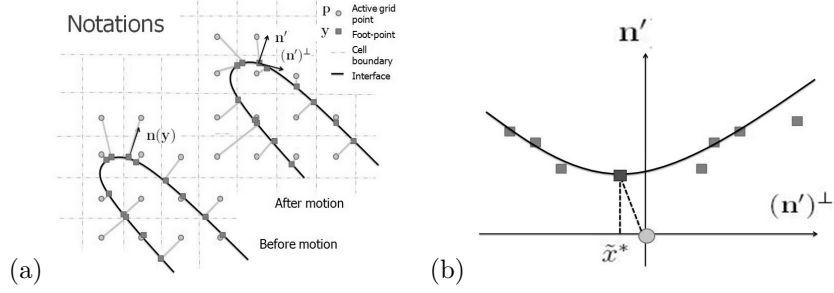 Notations
p Active grid point
y Foot-point
Cell boundary
Interface
n′
(n′)⊥
n(y)
After motion
Before motion
(a)
n′
(n′)⊥
x̃*
(b)